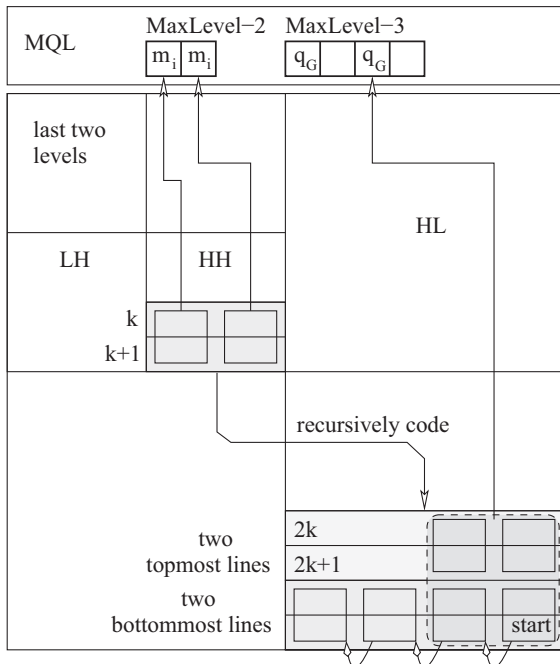 MaxLevel−2 MaxLevel−3
MQL
m_i m_i q_G q_G
last two
levels
HL
LH HH
k
k+1
recursively code
two
topmost lines
2k
2k+1
two
bottommost lines
start